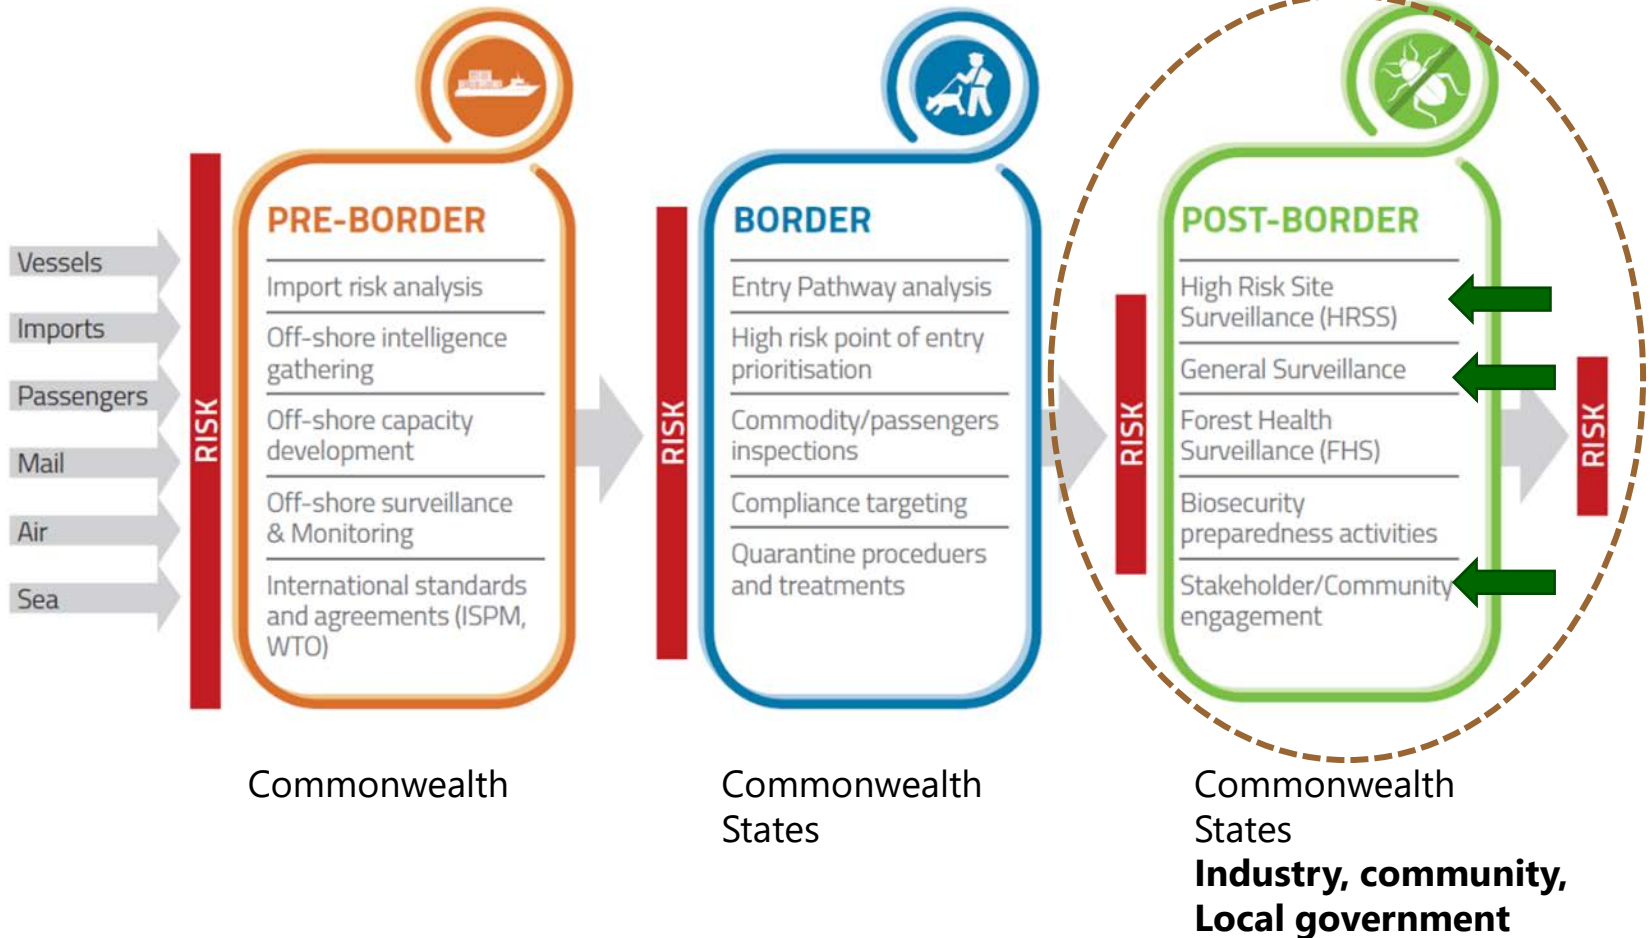 Vessels
Imports
Passengers
Mail
Air
Sea
RISK
PRE-BORDER
Import risk analysis
Off-shore intelligence
gathering
Off-shore capacity
development
Off-shore surveillance
& Monitoring
International standards
and agreements (ISPM,
WTO)
Commonwealth
RISK
BORDER
Entry Pathway analysis
High risk point of entry
prioritisation
Commodity/passengers
inspections
Compliance targeting
Quarantine proceduers
and treatments
Commonwealth
States
RISK
POST-BORDER
High Risk Site
Surveillance (HRSS)
General Surveillance
Forest Health
Surveillance (FHS)
Biosecurity
preparedness activities
Stakeholder/Community
engagement
RISK
Commonwealth
States
Industry, community,
Local government